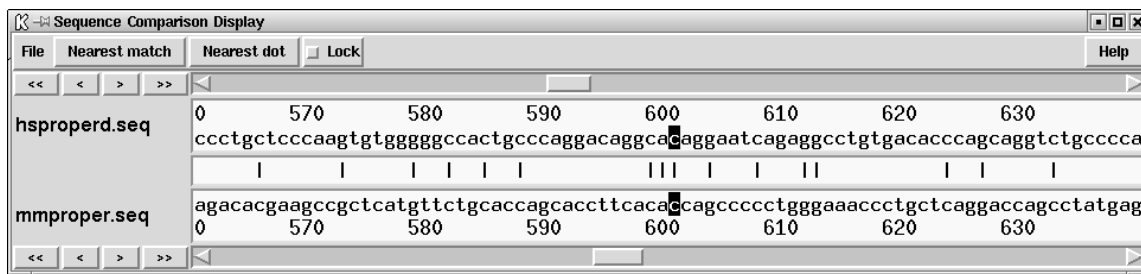 Sequence Comparison Display
File Nearest match Nearest dot Lock Help
<< < > >>
hsproperd.seq
0 570 580 590 600 610 620 630
ccctgctcccaagtgtgggggccactgcccaggacaggcacaggaatcagaggcctgtgacacccagcaggtctgcccca
mmproper.seq
agacacgaagccgctcatgttctgcaccagcaccttcacaccagccccctgggaaaccctgctcaggaccagcctatgag
0 570 580 590 600 610 620 630
<< < > >>